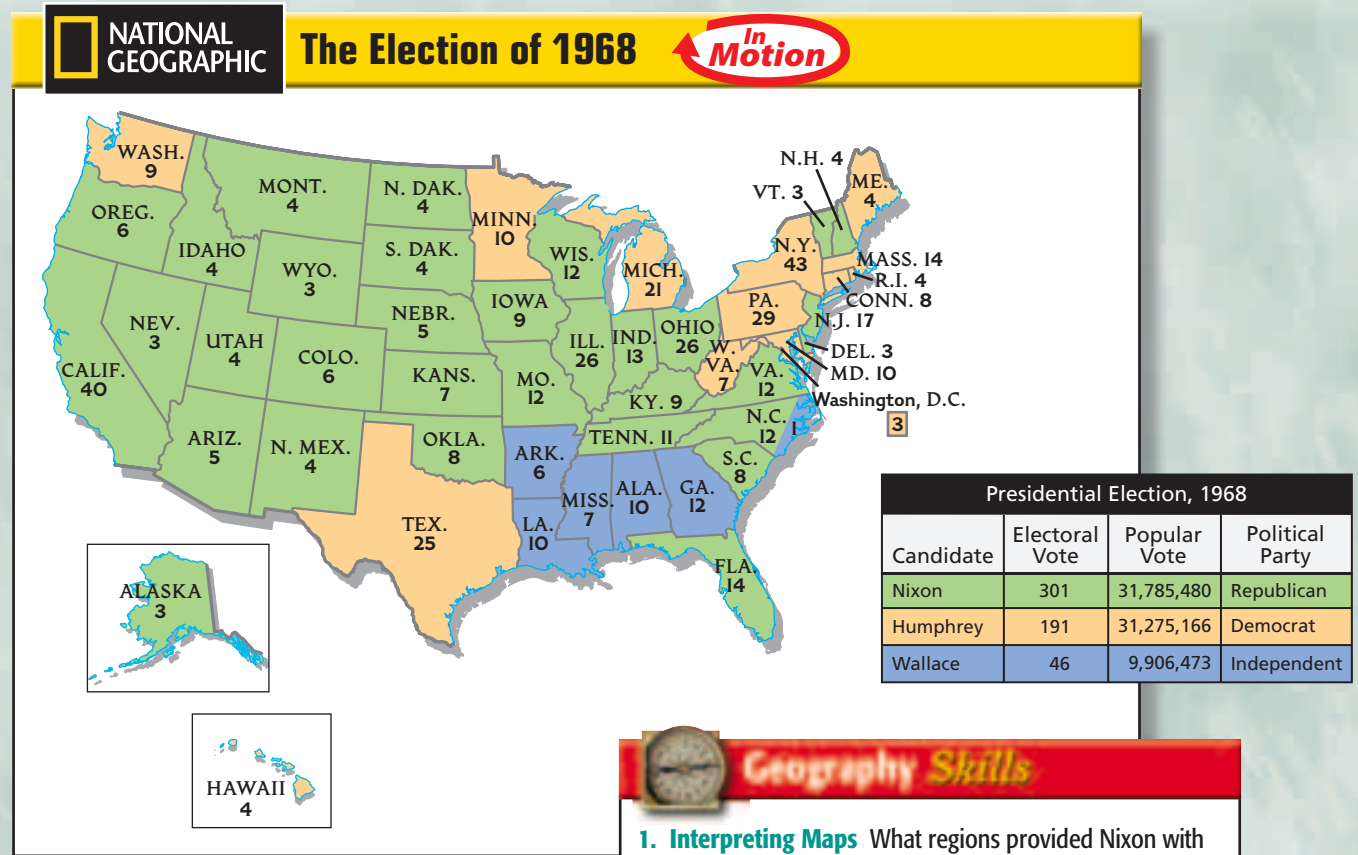 NATIONAL
GEOGRAPHIC
The Election of 1968
In
Motion
WASH.
9
OREG.
6
CALIF.
40
NEV.
3
IDAHO
4
MONT.
4
WYO.
3
UTAH
4
COLO.
6
ARIZ.
5
N. MEX.
4
N. DAK.
4
S. DAK.
4
NEBR.
5
KANS.
7
OKLA.
8
TEX.
25
MINN.
10
IOWA
9
MO.
12
ARK.
6
LA.
10
WIS.
12
ILL.
26
MICH.
21
IND.
13
OHIO
26
KY. 9
TENN. 11
MISS.
7
ALA.
10
GA.
12
FLA.
14
S.C.
8
N.C.
12
1
VA.
12
W.
VA.
7
PA.
29
N.Y.
43
VT. 3
N.H. 4
ME.
4
MASS. 14
R.I. 4
CONN. 8
N.J. 17
DEL. 3
MD. 10
Washington, D.C.
3
ALASKA
3
HAWAII
4
Presidential Election, 1968
Candidate Electoral Vote Popular Vote Political Party
Nixon 301 31,785,480 Republican
Humphrey 191 31,275,166 Democrat
Wallace 46 9,906,473 Independent
Geography Skills
1. Interpreting Maps What regions provided Nixon with